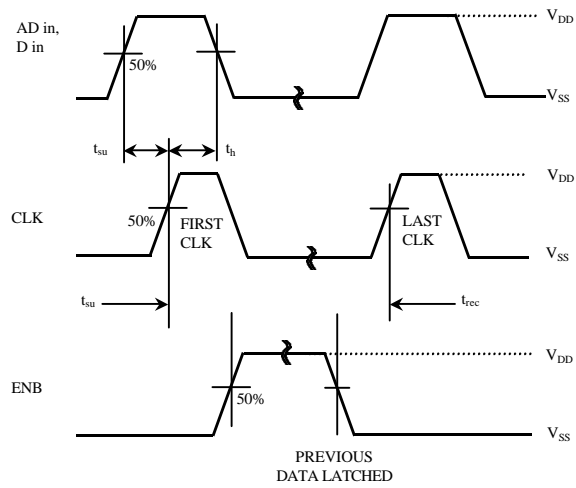 AD in,
D in
50%
V_DD
V_SS
t_su
t_h
CLK
50%
FIRST
CLK
LAST
CLK
V_DD
V_SS
t_su
t_rec
ENB
50%
V_DD
V_SS
PREVIOUS
DATA LATCHED